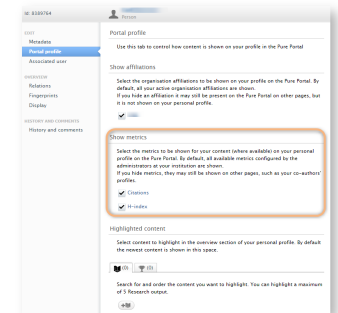 ID: 8389764
Person
EDIT
Metadata
Portal profile
Associated user
OVERVIEW
Relations
Fingerprints
Display
HISTORY AND COMMENTS
History and comments
Portal profile
Use this tab to control how content is shown on your profile in the Pure Portal
Show affiliations
Select the organisation affiliations to be shown on your profile on the Pure Portal. By
default, all your active organisation affiliations are shown.
If you hide an affiliation it may still be present on the Pure Portal on other pages, but
it is not shown on your personal profile.
Show metrics
Select the metrics to be shown for your content (where available) on your personal
profile on the Pure Portal. By default, all available metrics configured by the
administrators at your institution are shown.
If you hide metrics, they may still be shown on other pages, such as your co-authors'
profiles.
Citations
H-index
Highlighted content
Select content to highlight in the overview section of your personal profile. By default
the newest content is shown in this space.
(0) (0)
Search for and order the content you want to highlight. You can highlight a maximum
of 5 Research output.